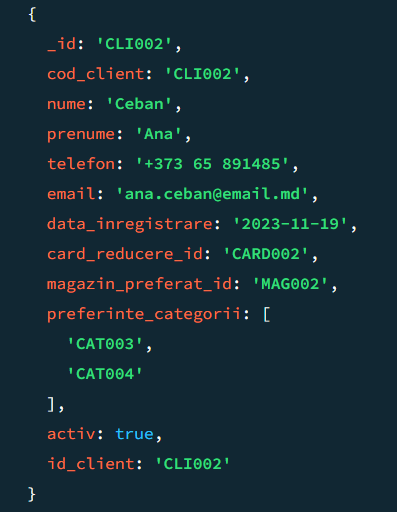 {
_id: 'CLI002',
cod_client: 'CLI002',
nume: 'Ceban',
prenume: 'Ana',
telefon: '+373 65 891485',
email: 'ana.ceban@email.md',
data_inregistrare: '2023-11-19',
card_reducere_id: 'CARD002',
magazin_preferat_id: 'MAG002',
preferinte_categorii: [
'CAT003',
'CAT004'
],
activ: true,
id_client: 'CLI002'
}